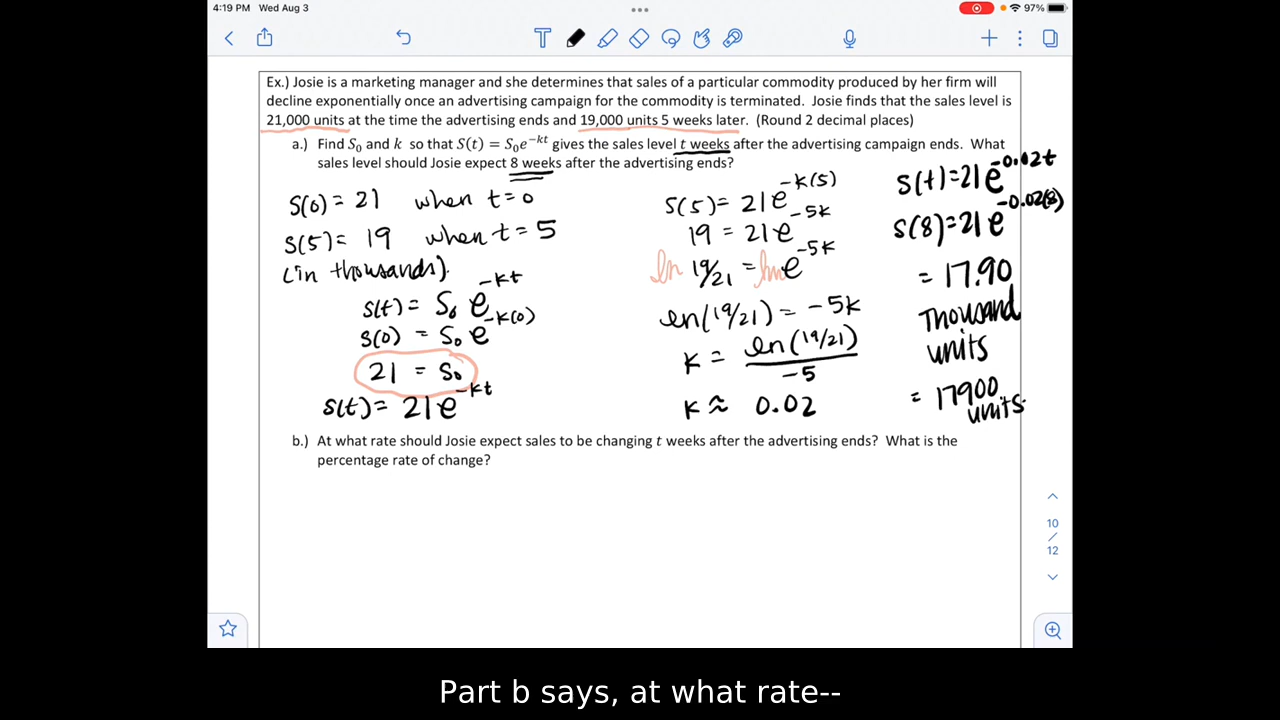 4:19 PM Wed Aug 3
97%
Ex.) Josie is a marketing manager and she determines that sales of a particular commodity produced by her firm will
decline exponentially once an advertising campaign for the commodity is terminated. Josie finds that the sales level is
21,000 units at the time the advertising ends and 19,000 units 5 weeks later. (Round 2 decimal places)
a.) Find S₀ and k so that S(t) = S₀e^{-kt} gives the sales level t weeks after the advertising campaign ends. What
sales level should Josie expect 8 weeks after the advertising ends?
S(0) = 21 when t=0
S(5) = 19 when t = 5
(in thousands).
S(t) = S₀ e^{-kt}
S(0) = S₀ e^{-k(0)}
21 = S₀
S(t) = 21e^{-kt}
S(5) = 21e^{-k(5)}
19 = 21e^{-5k}
ln 19/21 = ln e^{-5k}
ln(19/21) = -5k
k = ln(19/21) / -5
k ≈ 0.02
S(t)=21e^{-0.02t}
S(8)=21e^{-0.02(8)}
= 17.90
Thousand
units
= 17900
units.
b.) At what rate should Josie expect sales to be changing t weeks after the advertising ends? What is the
percentage rate of change?
10
/
12
Part b says, at what rate--